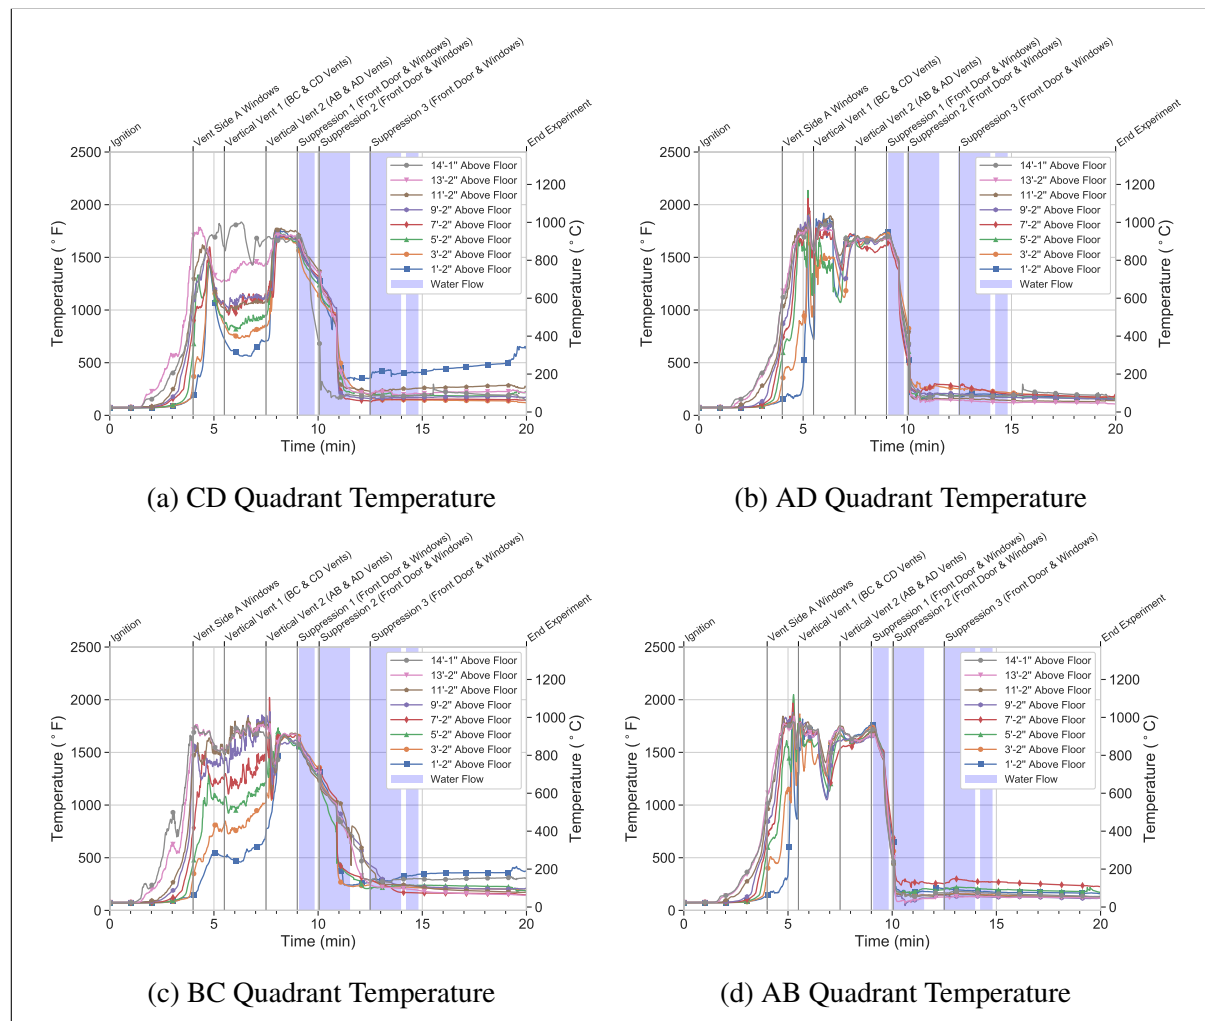 Ignition
Vent Side A Windows
Vertical Vent 1 (BC & CD Vents)
Vertical Vent 2 (AB & AD Vents)
Suppression 1 (Front Door & Windows)
Suppression 2 (Front Door & Windows)
Suppression 3 (Front Door & Windows)
End Experiment
2500
2000
1500
1000
500
0
Temperature (° F)
1200
1000
800
600
400
200
0
Temperature (° C)
14'-1" Above Floor
13'-2" Above Floor
11'-2" Above Floor
9'-2" Above Floor
7'-2" Above Floor
5'-2" Above Floor
3'-2" Above Floor
1'-2" Above Floor
Water Flow
0 5 10 15 20
Time (min)
(a) CD Quadrant Temperature
Ignition
Vent Side A Windows
Vertical Vent 1 (BC & CD Vents)
Vertical Vent 2 (AB & AD Vents)
Suppression 1 (Front Door & Windows)
Suppression 2 (Front Door & Windows)
Suppression 3 (Front Door & Windows)
End Experiment
2500
2000
1500
1000
500
0
Temperature (° F)
1200
1000
800
600
400
200
0
Temperature (° C)
14'-1" Above Floor
13'-2" Above Floor
11'-2" Above Floor
9'-2" Above Floor
7'-2" Above Floor
5'-2" Above Floor
3'-2" Above Floor
1'-2" Above Floor
Water Flow
0 5 10 15 20
Time (min)
(b) AD Quadrant Temperature
Ignition
Vent Side A Windows
Vertical Vent 1 (BC & CD Vents)
Vertical Vent 2 (AB & AD Vents)
Suppression 1 (Front Door & Windows)
Suppression 2 (Front Door & Windows)
Suppression 3 (Front Door & Windows)
End Experiment
2500
2000
1500
1000
500
0
Temperature (° F)
1200
1000
800
600
400
200
0
Temperature (° C)
14'-1" Above Floor
13'-2" Above Floor
11'-2" Above Floor
9'-2" Above Floor
7'-2" Above Floor
5'-2" Above Floor
3'-2" Above Floor
1'-2" Above Floor
Water Flow
0 5 10 15 20
Time (min)
(c) BC Quadrant Temperature
Ignition
Vent Side A Windows
Vertical Vent 1 (BC & CD Vents)
Vertical Vent 2 (AB & AD Vents)
Suppression 1 (Front Door & Windows)
Suppression 2 (Front Door & Windows)
Suppression 3 (Front Door & Windows)
End Experiment
2500
2000
1500
1000
500
0
Temperature (° F)
1200
1000
800
600
400
200
0
Temperature (° C)
14'-1" Above Floor
13'-2" Above Floor
11'-2" Above Floor
9'-2" Above Floor
7'-2" Above Floor
5'-2" Above Floor
3'-2" Above Floor
1'-2" Above Floor
Water Flow
0 5 10 15 20
Time (min)
(d) AB Quadrant Temperature